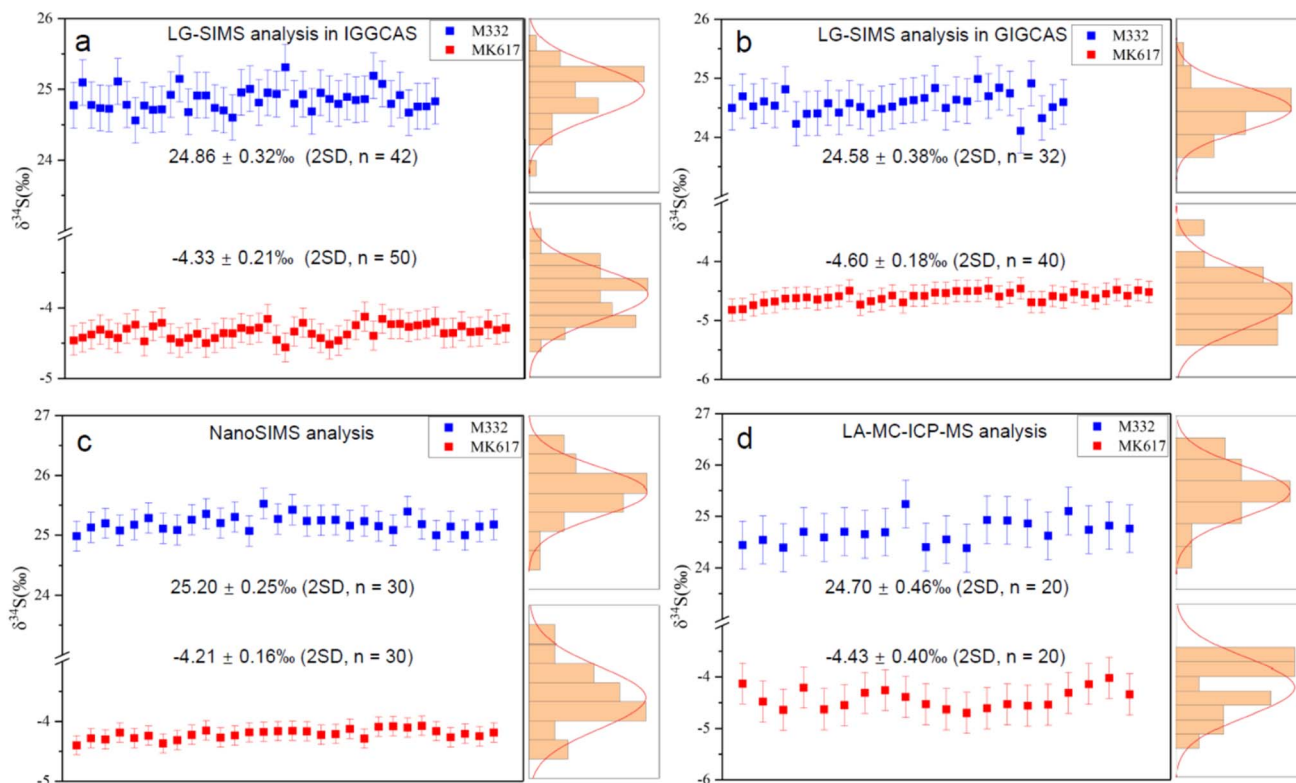 a
LG-SIMS analysis in IGGCAS
M332
MK617
26
25
24
-4
-5
δ³⁴S(‰)
24.86 ± 0.32‰ (2SD, n = 42)
-4.33 ± 0.21‰ (2SD, n = 50)
b
LG-SIMS analysis in GIGCAS
M332
MK617
26
25
24
-4
-5
-6
δ³⁴S(‰)
24.58 ± 0.38‰ (2SD, n = 32)
-4.60 ± 0.18‰ (2SD, n = 40)
c
NanoSIMS analysis
M332
MK617
27
26
25
24
-4
-5
δ³⁴S(‰)
25.20 ± 0.25‰ (2SD, n = 30)
-4.21 ± 0.16‰ (2SD, n = 30)
d
LA-MC-ICP-MS analysis
M332
MK617
27
26
25
24
-4
-5
-6
δ³⁴S(‰)
24.70 ± 0.46‰ (2SD, n = 20)
-4.43 ± 0.40‰ (2SD, n = 20)